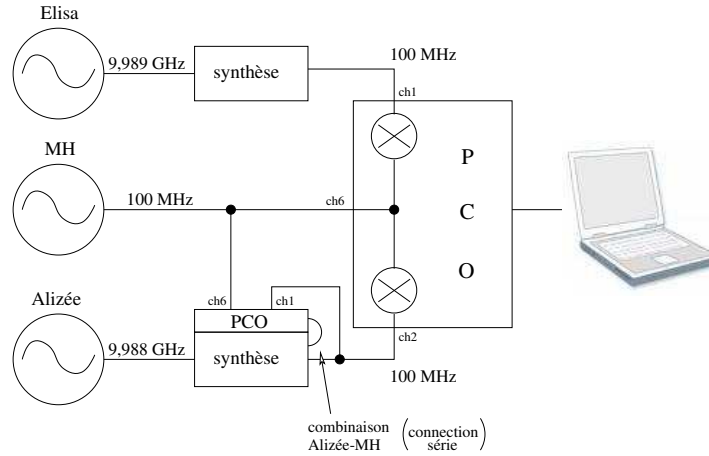 Elisa
9,989 GHz
synthèse
100 MHz
ch1
MH
100 MHz
ch6
P
C
O
Alizée
9,988 GHz
ch6
ch1
PCO
synthèse
ch2
100 MHz
combinaison
Alizée-MH
(connection
série)